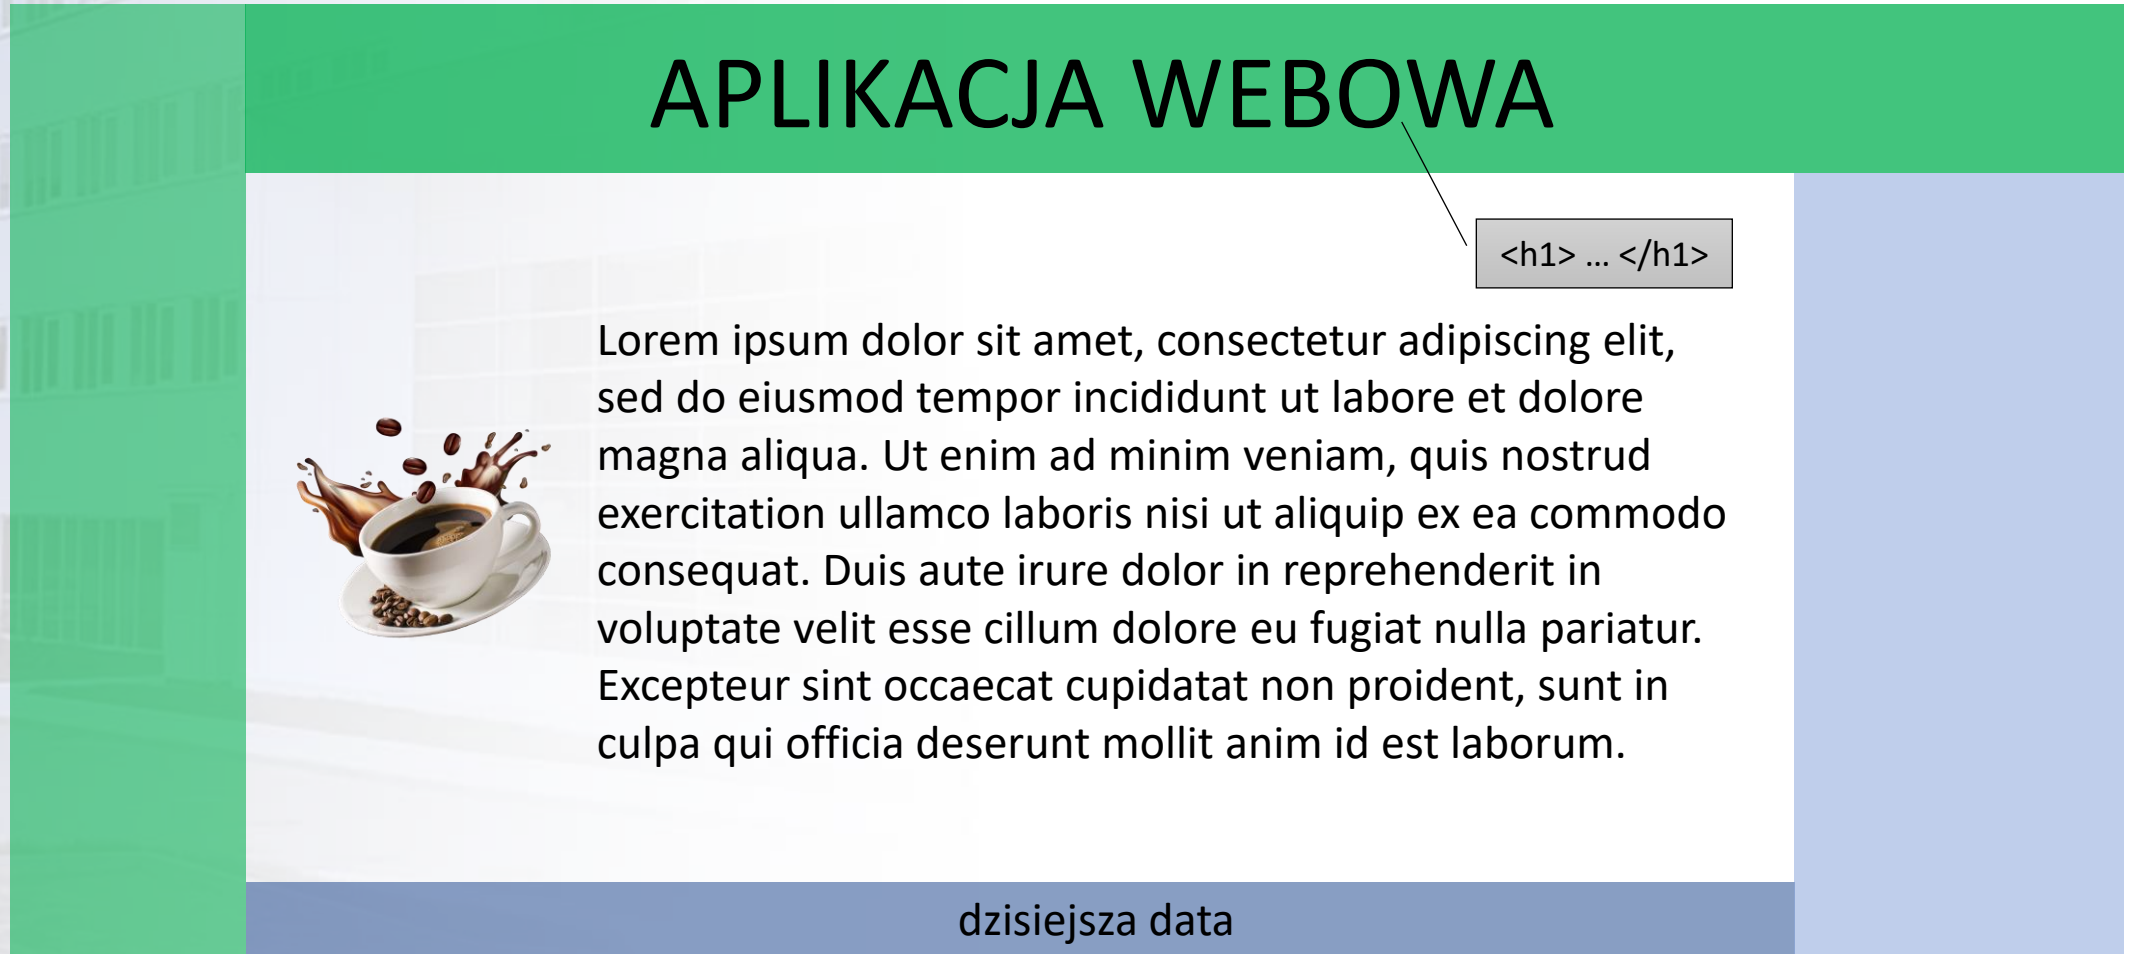 APLIKACJA WEBOWA
<h1> ... </h1>
Lorem ipsum dolor sit amet, consectetur adipiscing elit,
sed do eiusmod tempor incididunt ut labore et dolore
magna aliqua. Ut enim ad minim veniam, quis nostrud
exercitation ullamco laboris nisi ut aliquip ex ea commodo
consequat. Duis aute irure dolor in reprehenderit in
voluptate velit esse cillum dolore eu fugiat nulla pariatur.
Excepteur sint occaecat cupidatat non proident, sunt in
culpa qui officia deserunt mollit anim id est laborum.
dzisiejsza data